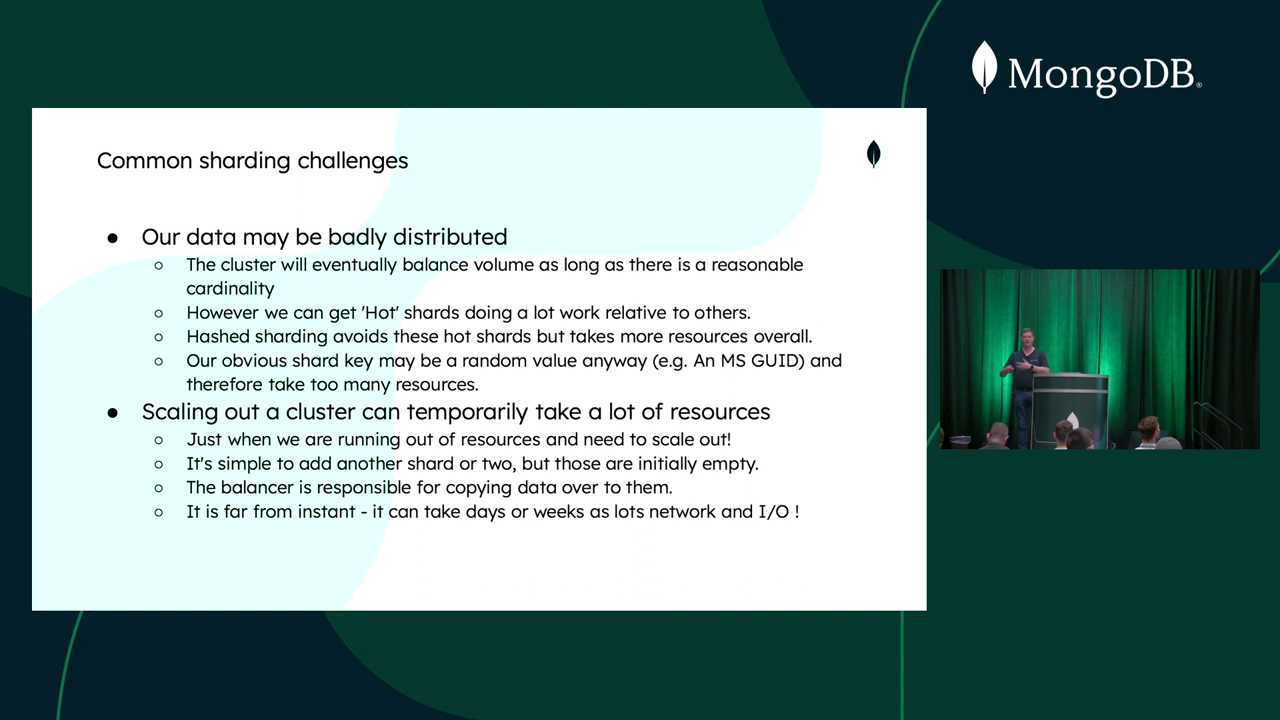 MongoDB®
Common sharding challenges
● Our data may be badly distributed
○ The cluster will eventually balance volume as long as there is a reasonable
cardinality
○ However we can get 'Hot' shards doing a lot work relative to others.
○ Hashed sharding avoids these hot shards but takes more resources overall.
○ Our obvious shard key may be a random value anyway (e.g. An MS GUID) and
therefore take too many resources.
● Scaling out a cluster can temporarily take a lot of resources
○ Just when we are running out of resources and need to scale out!
○ It's simple to add another shard or two, but those are initially empty.
○ The balancer is responsible for copying data over to them.
○ It is far from instant - it can take days or weeks as lots network and I/O !